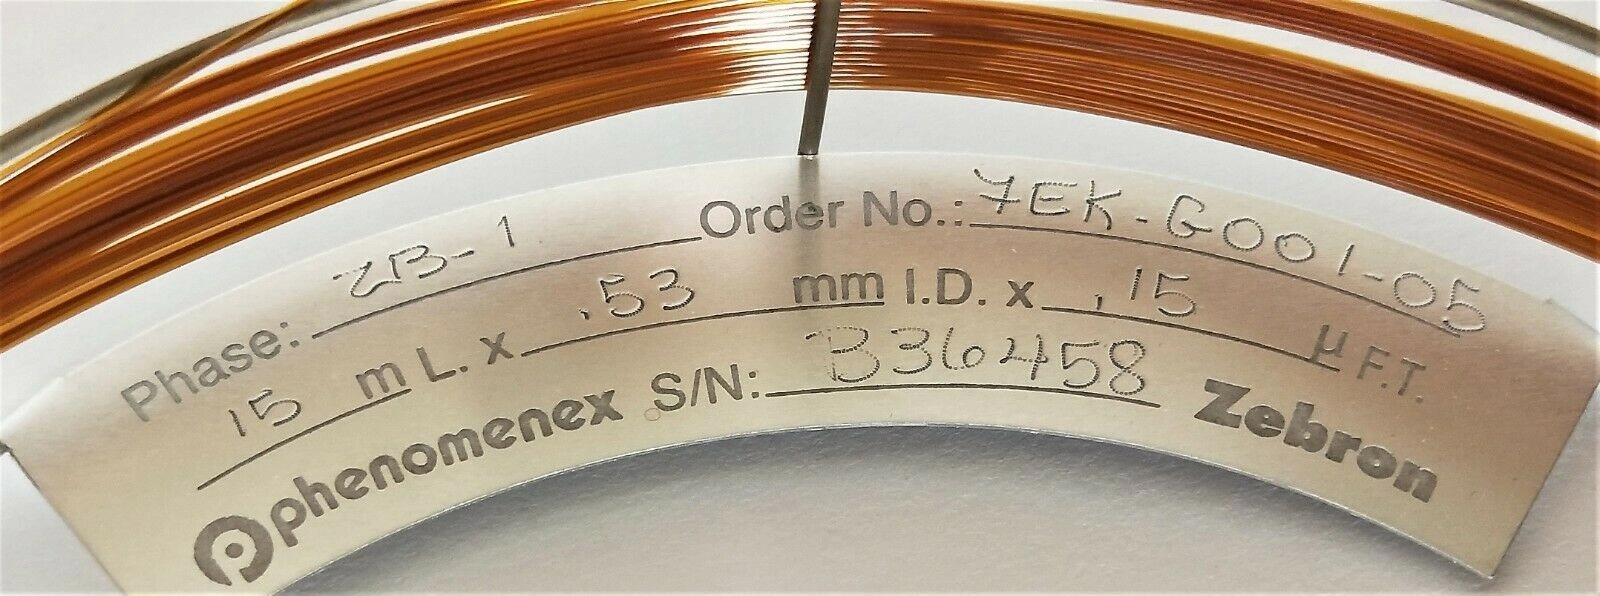 Phase: ZB-1 Order No.: 7EK-G001-05
15 m L. x .53 mm I.D. x .15 µ F.T.
phenomenex S/N: B36458 Zebron